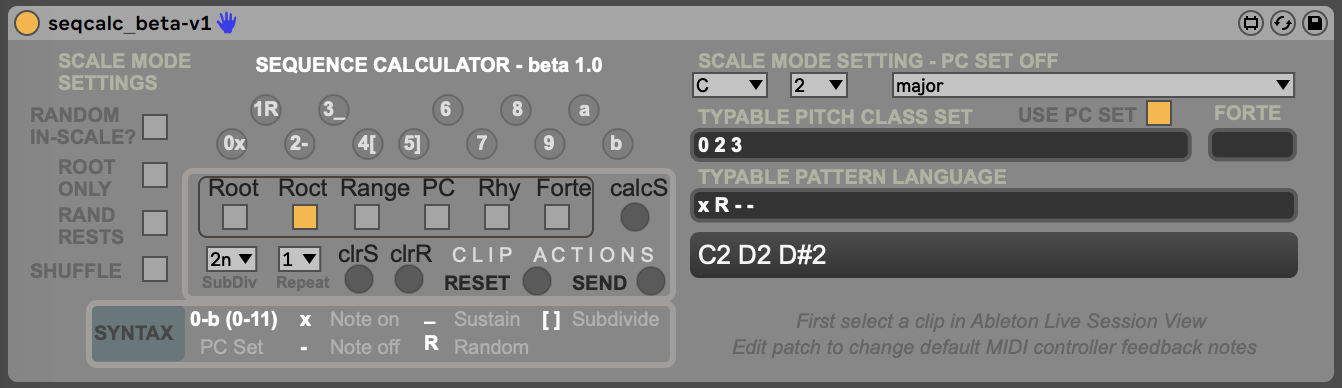 seqcalc_beta-v1
SCALE MODE
SETTINGS
RANDOM
IN-SCALE?
ROOT
ONLY
RAND
RESTS
SHUFFLE
SEQUENCE CALCULATOR - beta 1.0
1R 3_ 6 8 a
0x 2- 4[ 5] 7 9 b
Root Roct Range PC Rhy Forte calcS
2n 1 clrS clrR CLIP ACTIONS
SubDiv Repeat RESET SEND
SYNTAX
0-b (0-11) x Note on _ Sustain [ ] Subdivide
PC Set - Note off R Random
SCALE MODE SETTING - PC SET OFF
C 2 major
TYPABLE PITCH CLASS SET USE PC SET FORTE
0 2 3
TYPABLE PATTERN LANGUAGE
x R - -
C2 D2 D#2
First select a clip in Ableton Live Session View
Edit patch to change default MIDI controller feedback notes